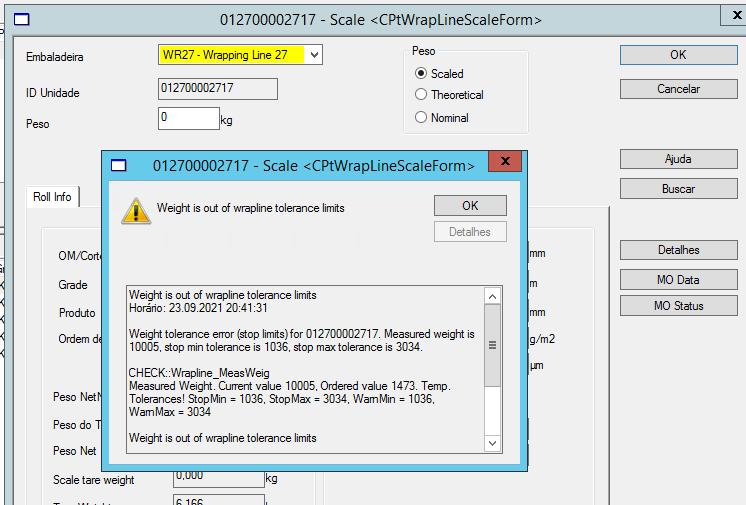 012700002717 - Scale <CPtWrapLineScaleForm>
X
Embaladeira
WR27 - Wrapping Line 27
ID Unidade
012700002717
Peso
0
kg
Peso
Scaled
Theoretical
Nominal
OK
Cancelar
Ajuda
Buscar
Detalhes
MO Data
MO Status
Roll Info
OM/Corte
Grade
Produto
Ordem de
Peso Net
Peso do T
Peso Net
Scale tare weight
0,000
kg
6,166
mm
m
mm
g/m2
µm
012700002717 - Scale <CPtWrapLineScaleForm>
X
Weight is out of wrapline tolerance limits
OK
Detalhes
Weight is out of wrapline tolerance limits
Horário: 23.09.2021 20:41:31
Weight tolerance error (stop limits) for 012700002717. Measured weight is
10005, stop min tolerance is 1036, stop max tolerance is 3034.
CHECK::Wrapline_MeasWeig
Measured Weight. Current value 10005, Ordered value 1473. Temp.
Tolerances! StopMin = 1036, StopMax = 3034, WarnMin = 1036,
WarnMax = 3034
Weight is out of wrapline tolerance limits